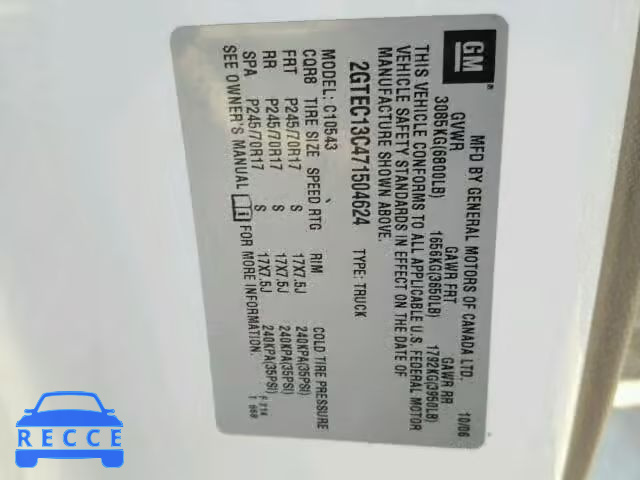 GM
MFD BY GENERAL MOTORS OF CANADA LTD.
10/06
GVWR GAWR FRT GAWR RR
3085KG(6800LB) 1656KG(3650LB) 1792KG(3950LB)
THIS VEHICLE CONFORMS TO ALL APPLICABLE U.S. FEDERAL MOTOR
VEHICLE SAFETY STANDARDS IN EFFECT ON THE DATE OF
MANUFACTURE SHOWN ABOVE.
2GTEC13C471504624 TYPE: TRUCK
MODEL: C10543
CQR8 TIRE SIZE SPEED RTG RIM COLD TIRE PRESSURE
FRT P245/70R17 S 17X7.5J 240KPA(35PSI)
RR P245/70R17 S 17X7.5J 240KPA(35PSI)
SPA P245/70R17 S 17X7.5J 240KPA(35PSI)
SEE OWNER'S MANUAL FOR MORE INFORMATION.
RECCE